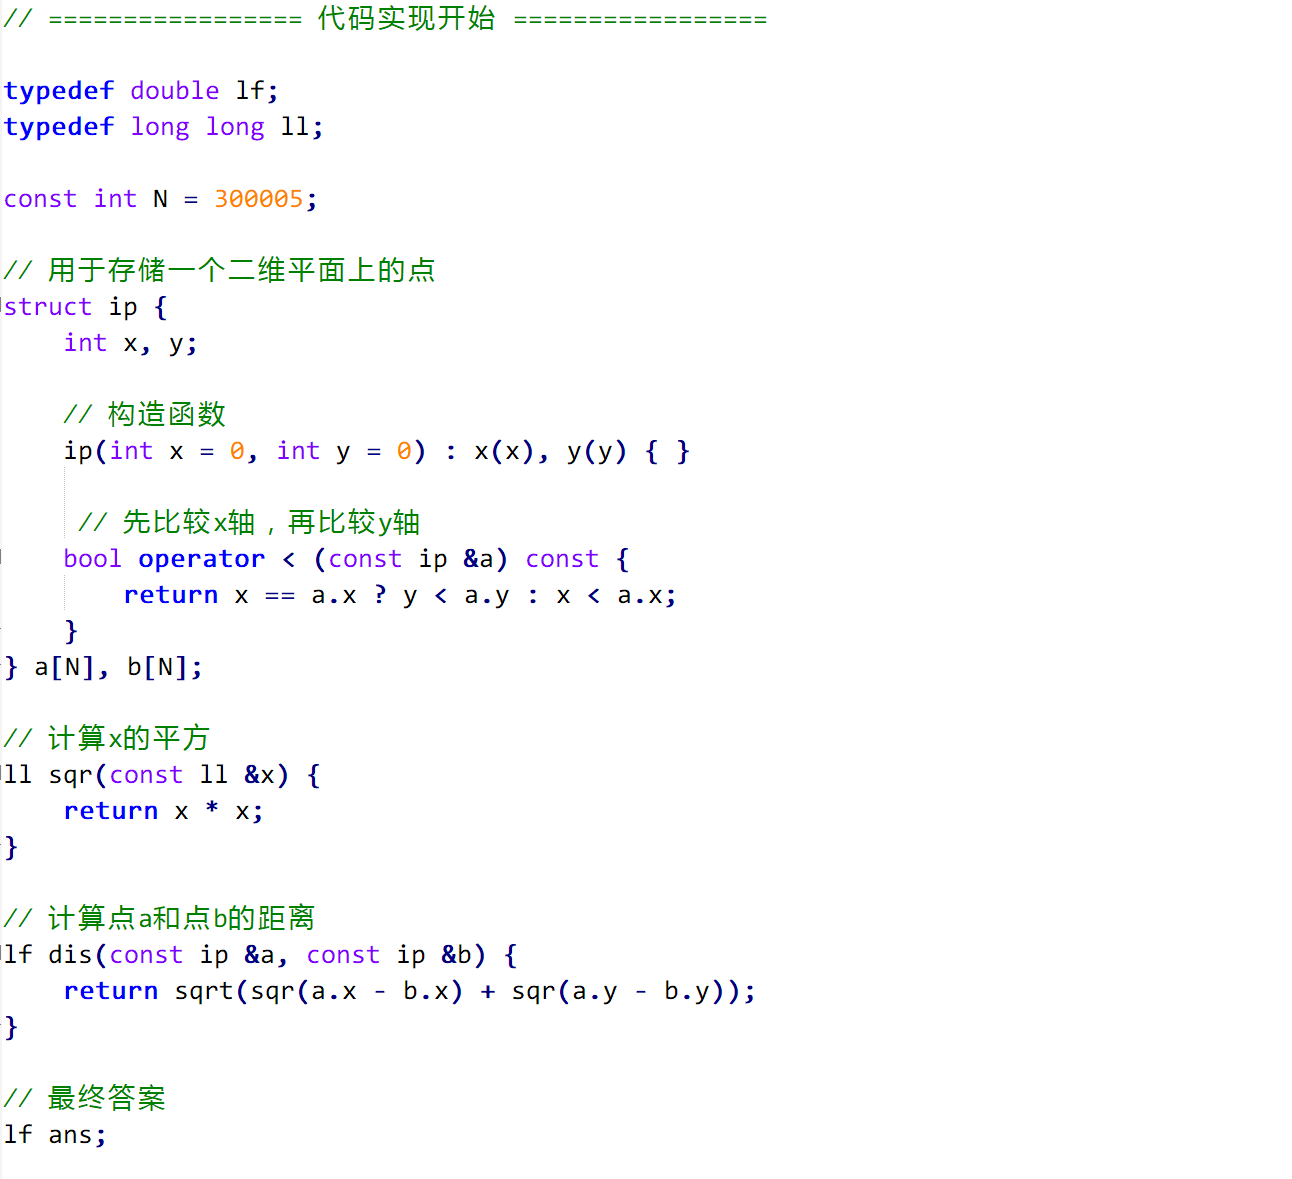 // ================= 代码实现开始 =================
typedef double lf;
typedef long long ll;
const int N = 300005;
// 用于存储一个二维平面上的点
struct ip {
    int x, y;
    // 构造函数
    ip(int x = 0, int y = 0) : x(x), y(y) { }
     // 先比较x轴，再比较y轴
    bool operator < (const ip &a) const {
        return x == a.x ? y < a.y : x < a.x;
    }
} a[N], b[N];
// 计算x的平方
ll sqr(const ll &x) {
    return x * x;
}
// 计算点a和点b的距离
lf dis(const ip &a, const ip &b) {
    return sqrt(sqr(a.x - b.x) + sqr(a.y - b.y));
}
// 最终答案
lf ans;